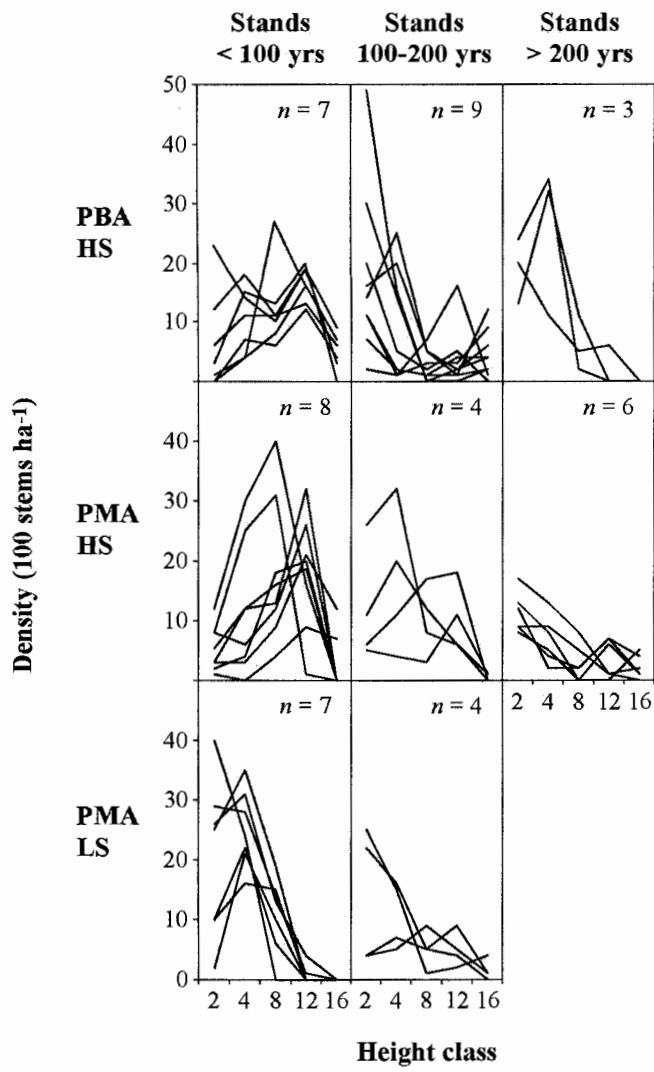 Stands < 100 yrs
Stands 100-200 yrs
Stands > 200 yrs
Density (100 stems ha-1)
PBA HS
50
40
30
20
10
n = 7
n = 9
n = 3
PMA HS
40
30
20
10
n = 8
n = 4
n = 6
2 4 8 12 16
PMA LS
40
30
20
10
0
n = 7
n = 4
2 4 8 12 16
2 4 8 12 16
Height class